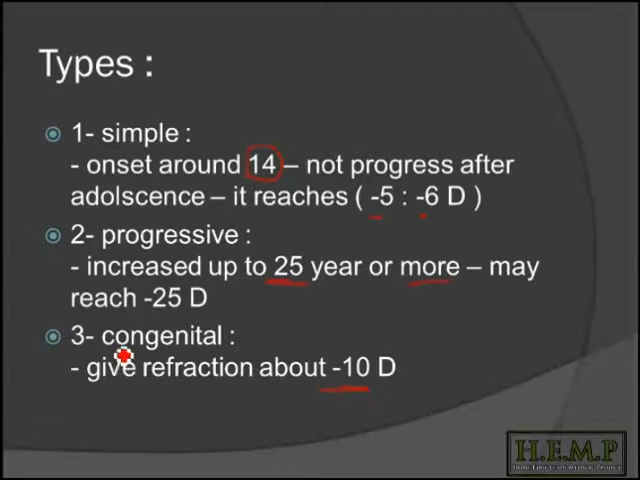 Types :
1- simple :
- onset around 14 – not progress after
adolscence – it reaches ( -5 : -6 D )
2- progressive :
- increased up to 25 year or more – may
reach -25 D
3- congenital :
- give refraction about -10 D
H.E.M.P